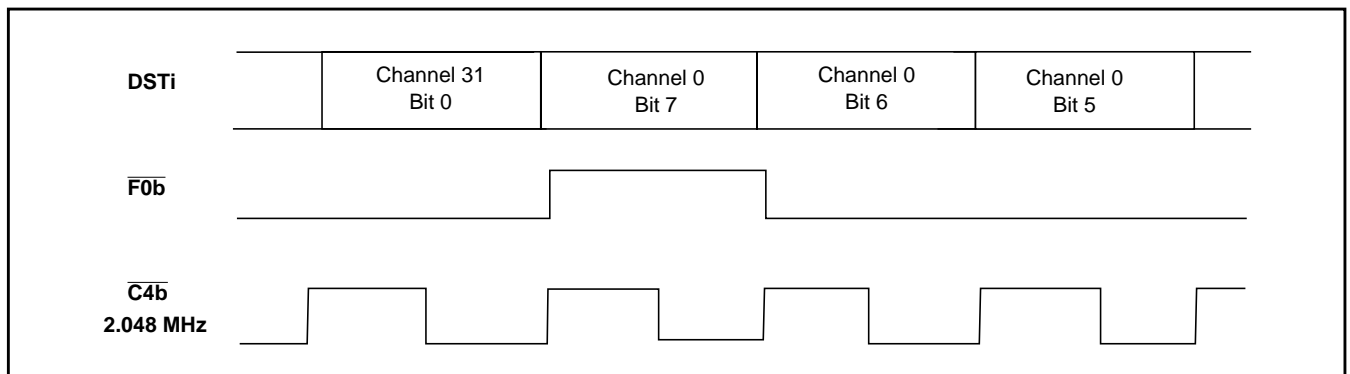 DSTi
Channel 31
Bit 0
Channel 0
Bit 7
Channel 0
Bit 6
Channel 0
Bit 5
F0b
C4b
2.048 MHz